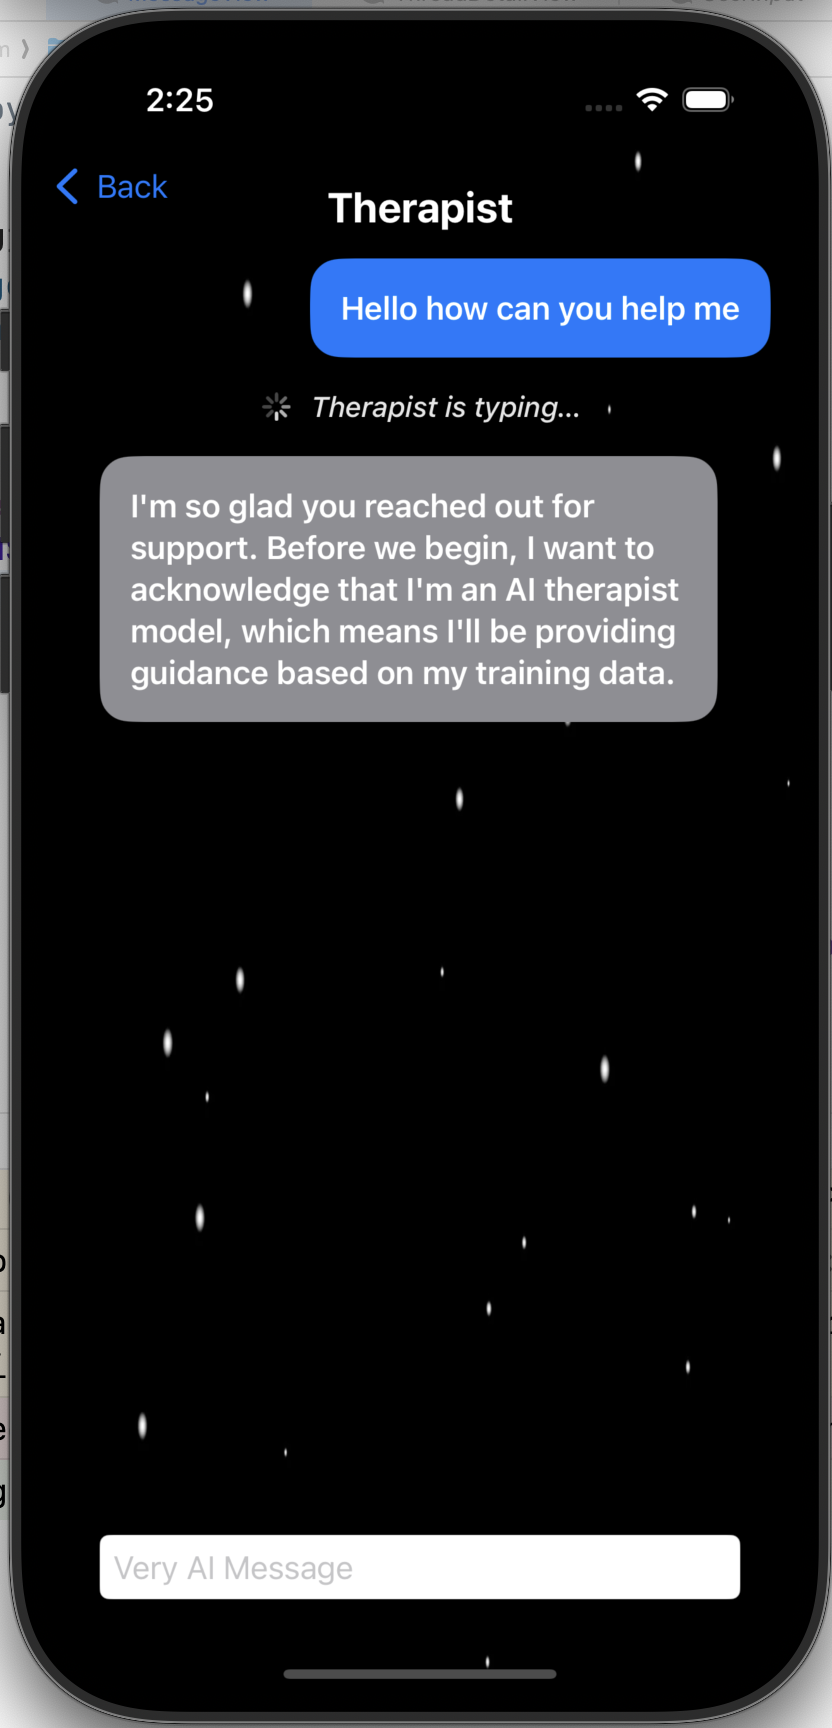 2:25
Back
Therapist
Hello how can you help me
Therapist is typing...
I'm so glad you reached out for
support. Before we begin, I want to
acknowledge that I'm an AI therapist
model, which means I'll be providing
guidance based on my training data.
Very AI Message